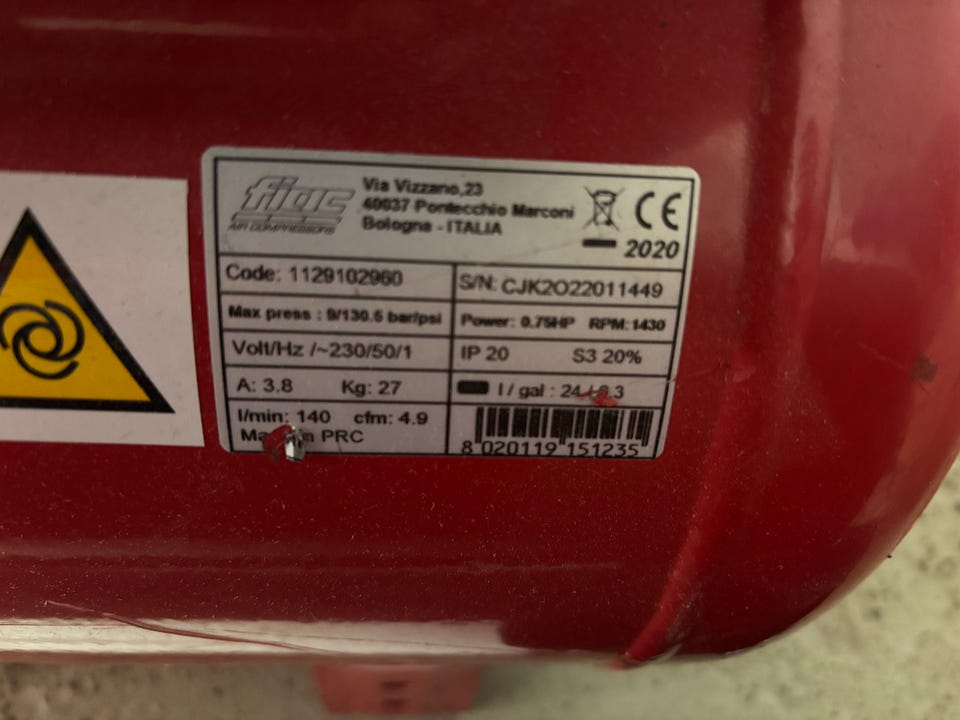 fiac
AIR COMPRESSORS
Via Vizzano,23
40037 Pontecchio Marconi
Bologna - ITALIA
CE
2020
Code: 1129102960
S/N: CJK2O22011449
Max press : 9/130.5 bar/psi
Power: 0.75HP RPM: 1430
Volt/Hz /~230/50/1
IP 20 S3 20%
A: 3.8 Kg: 27
l / gal : 24 / 6.3
l/min: 140 cfm: 4.9
PRC
8 020119 151235